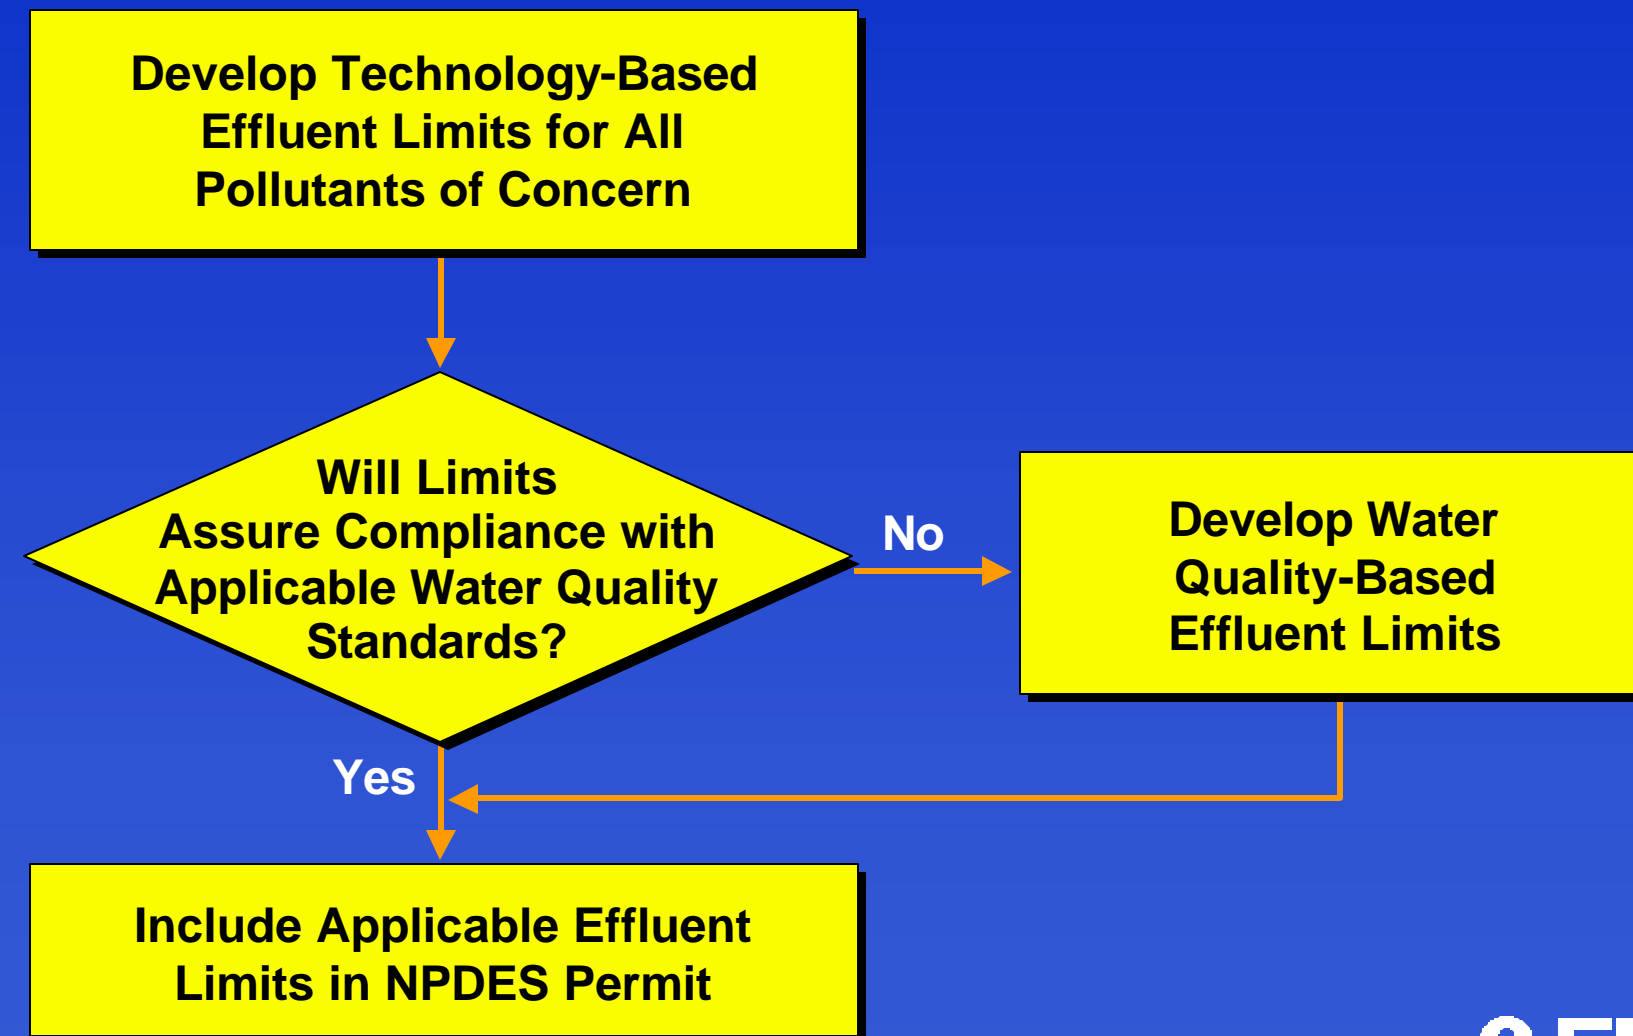 Develop Technology-Based
Effluent Limits for All
Pollutants of Concern
Will Limits
Assure Compliance with
Applicable Water Quality
Standards?
No
Develop Water
Quality-Based
Effluent Limits
Yes
Include Applicable Effluent
Limits in NPDES Permit